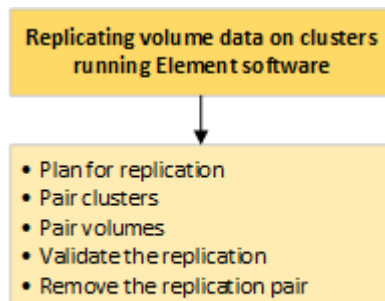 Replicating volume data on clusters
running Element software
• Plan for replication
• Pair clusters
• Pair volumes
• Validate the replication
• Remove the replication pair